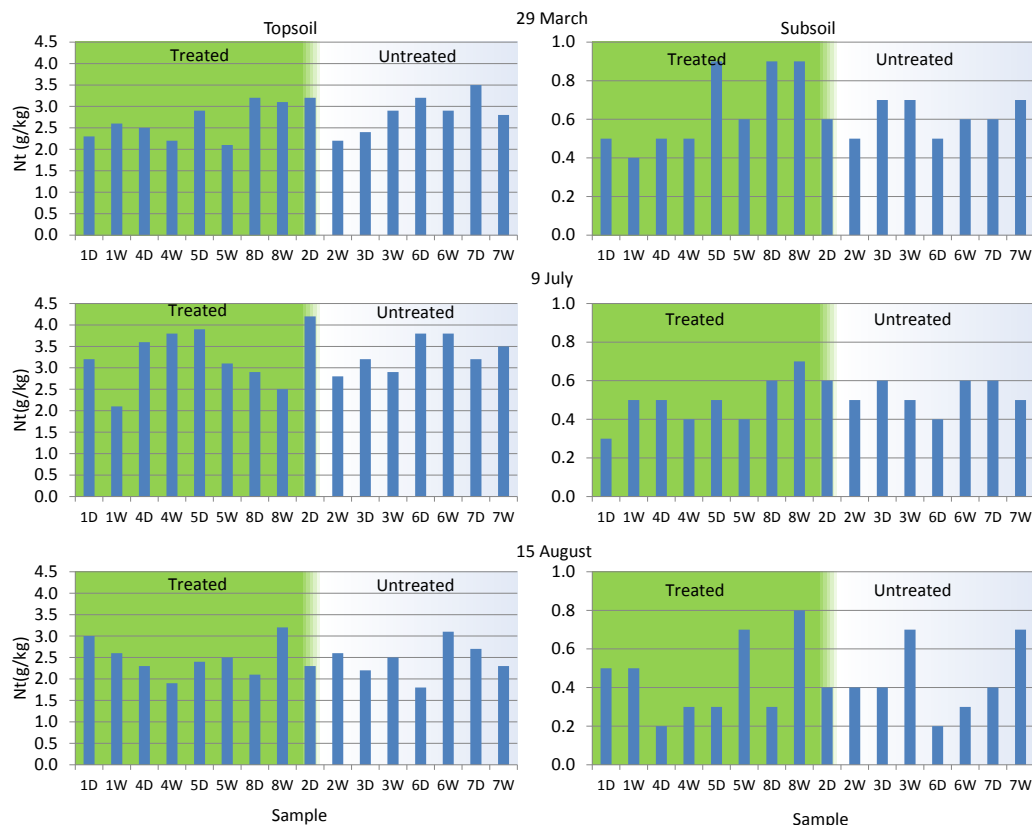 29 March
Topsoil Subsoil
4.5 Treated Untreated 1.0 Treated Untreated
4.0
3.5 0.8
3.0
2.5 0.6
2.0
1.5 0.4
1.0 0.2
0.5
0.0 0.0
Nt (g/kg)
1D 1W 4D 4W 5D 5W 8D 8W 2D 2W 3D 3W 6D 6W 7D 7W 1D 1W 4D 4W 5D 5W 8D 8W 2D 2W 3D 3W 6D 6W 7D 7W
9 July
4.5 Treated Untreated 1.0 Treated Untreated
4.0
3.5 0.8
3.0
2.5 0.6
2.0
1.5 0.4
1.0 0.2
0.5
0.0 0.0
Nt(g/kg)
1D 1W 4D 4W 5D 5W 8D 8W 2D 2W 3D 3W 6D 6W 7D 7W 1D 1W 4D 4W 5D 5W 8D 8W 2D 2W 3D 3W 6D 6W 7D 7W
15 August
4.5 Treated Untreated 1.0 Treated Untreated
4.0
3.5 0.8
3.0
2.5 0.6
2.0
1.5 0.4
1.0 0.2
0.5
0.0 0.0
Nt(g/kg)
1D 1W 4D 4W 5D 5W 8D 8W 2D 2W 3D 3W 6D 6W 7D 7W 1D 1W 4D 4W 5D 5W 8D 8W 2D 2W 3D 3W 6D 6W 7D 7W
Sample Sample